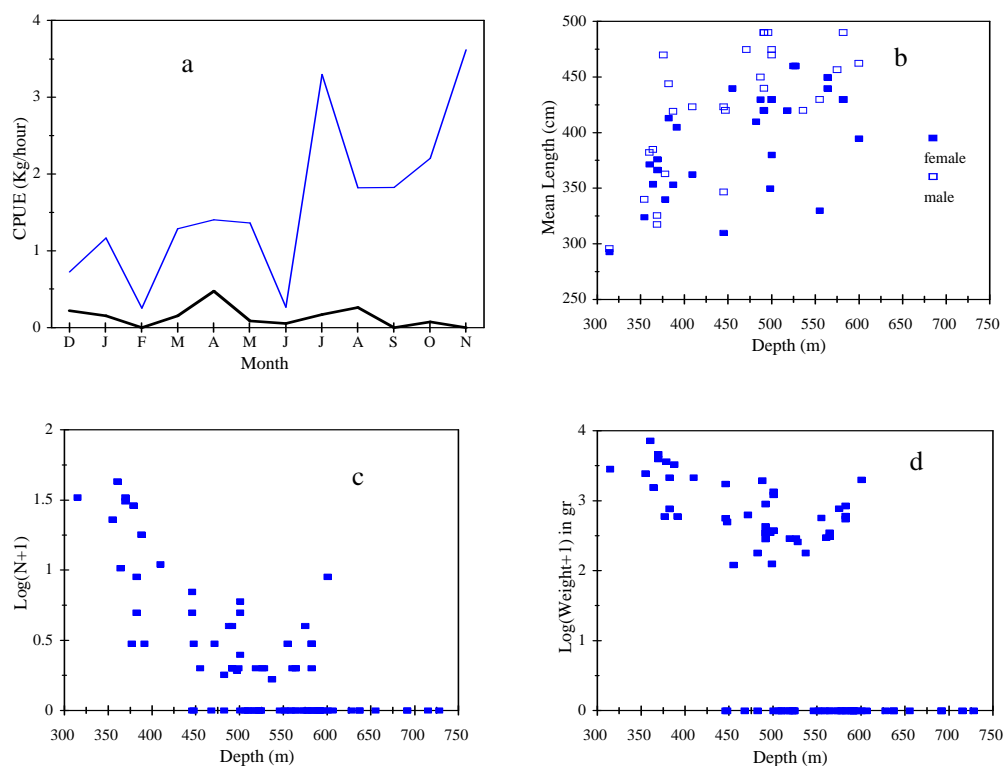 a
CPUE (Kg/hour)
4
3
2
1
0
D J F M A M J J A S O N
Month
b
Mean Length (cm)
500
450
400
350
300
250
female
male
300 350 400 450 500 550 600 650 700 750
Depth (m)
c
Log(N+1)
2
1.5
1
0.5
0
300 350 400 450 500 550 600 650 700 750
Depth (m)
d
Log(Weight+1) in gr
4
3
2
1
0
300 350 400 450 500 550 600 650 700 750
Depth (m)